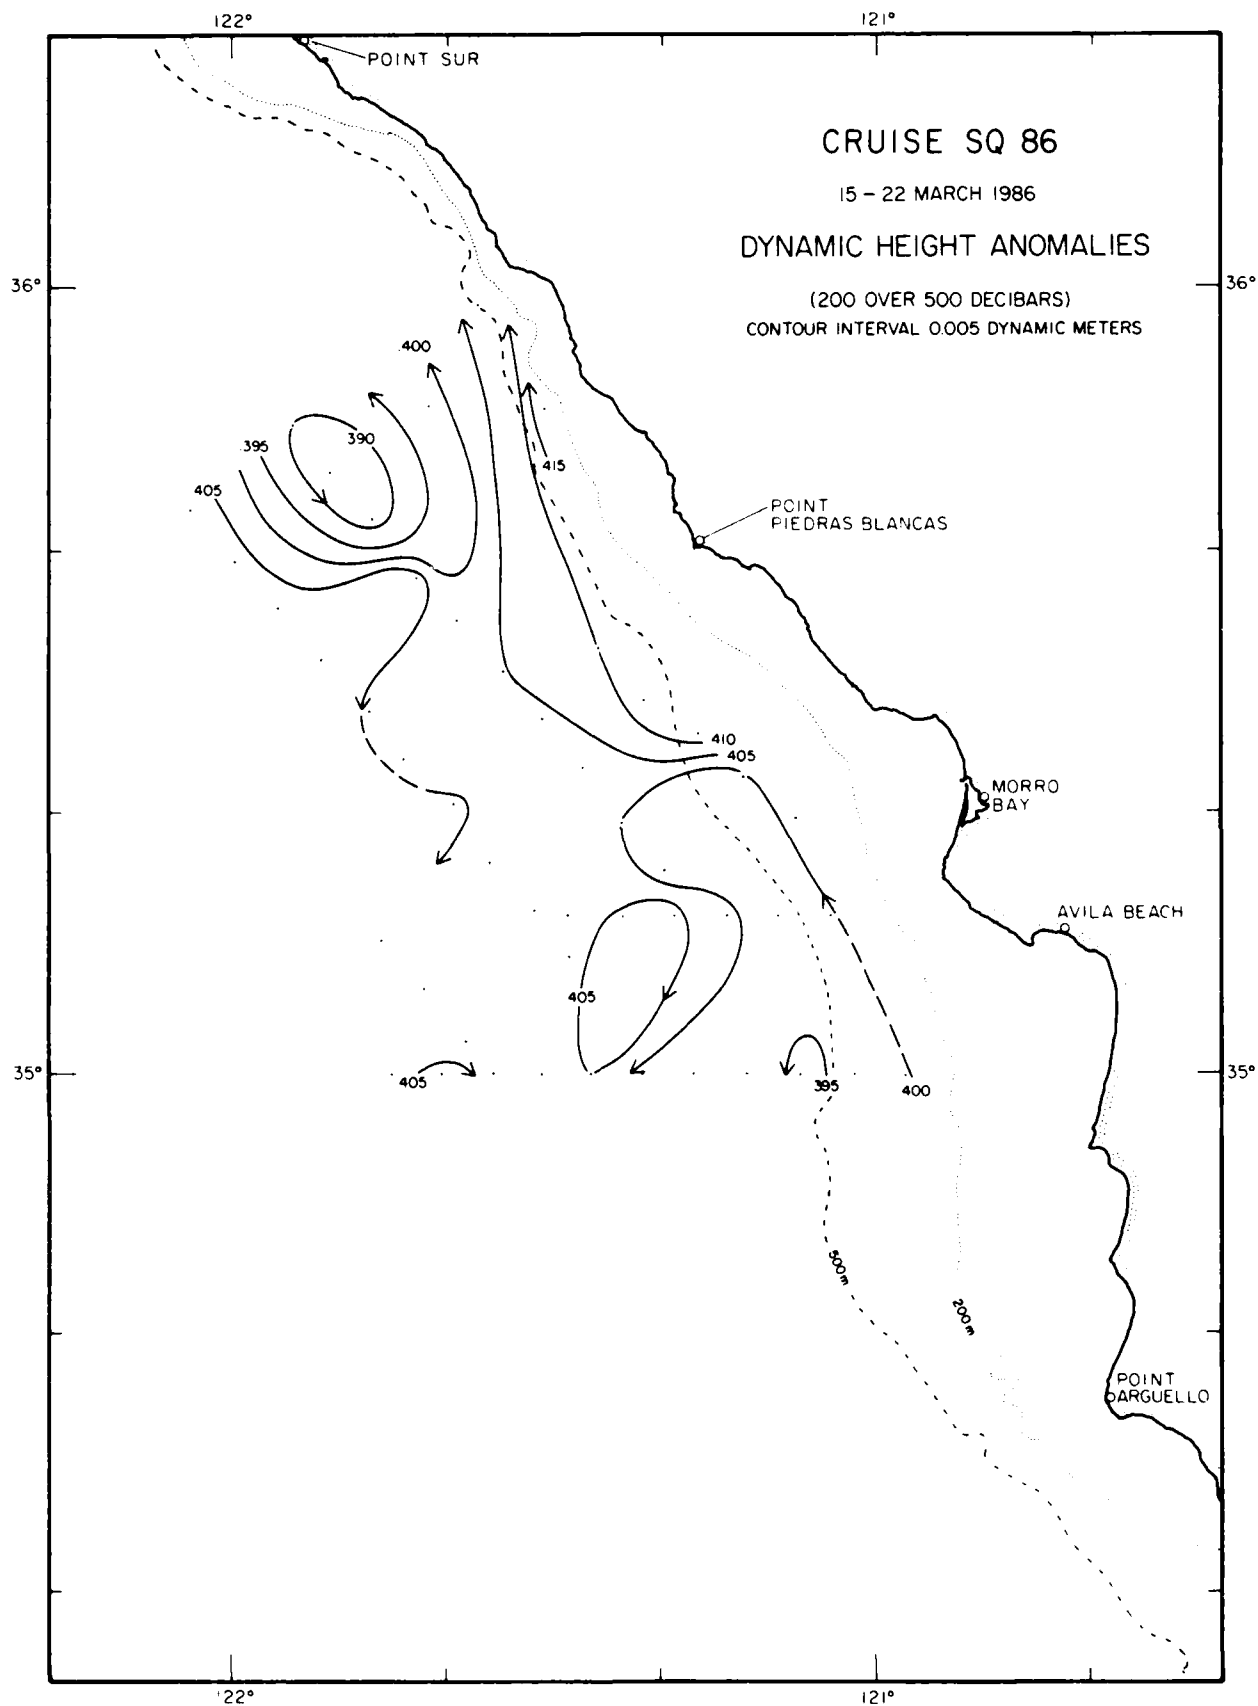 122°
121°
POINT SUR
CRUISE SQ 86
15 – 22 MARCH 1986
DYNAMIC HEIGHT ANOMALIES
36°
36°
(200 OVER 500 DECIBARS)
CONTOUR INTERVAL 0.005 DYNAMIC METERS
.400
390
.395
405
415
POINT
PIEDRAS BLANCAS
410
405
MORRO
BAY
AVILA BEACH
405
35°
35°
405
395
400
500m
200m
POINT
ARGUELLO
122°
121°